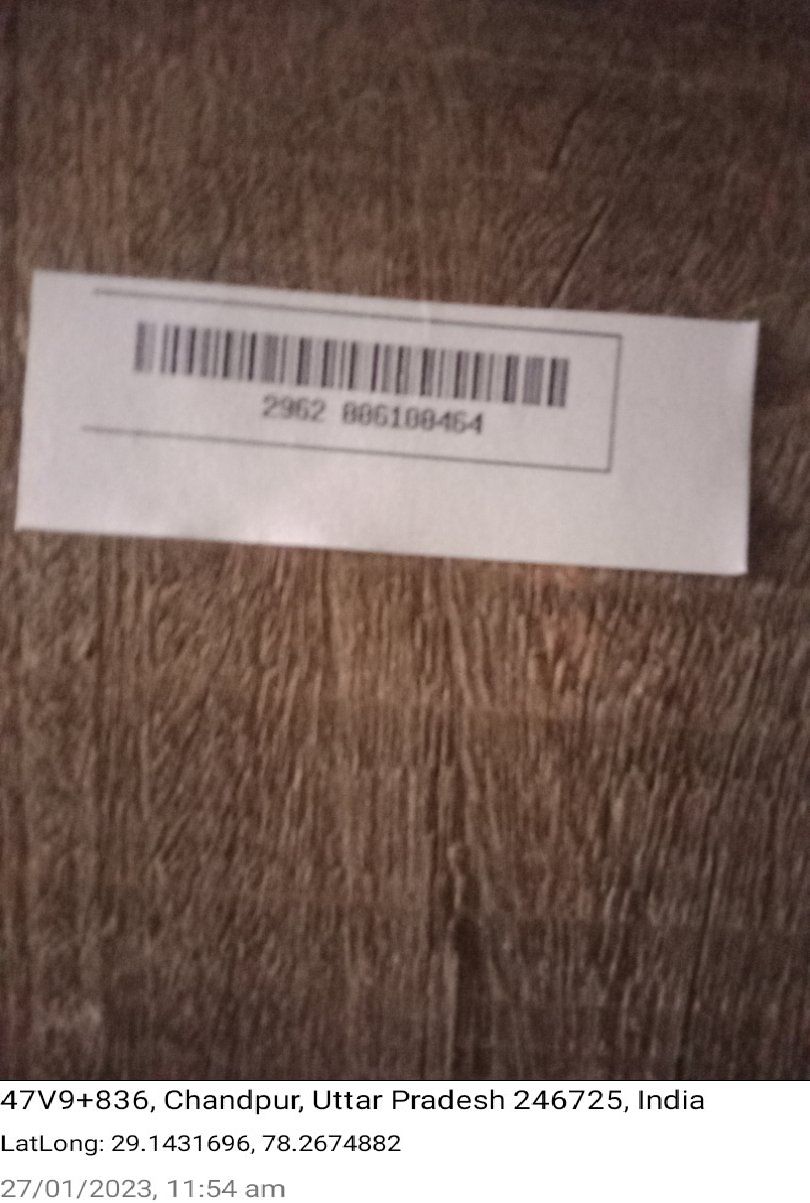 2962 006100464
47V9+836, Chandpur, Uttar Pradesh 246725, India
LatLong: 29.1431696, 78.2674882
27/01/2023, 11:54 am